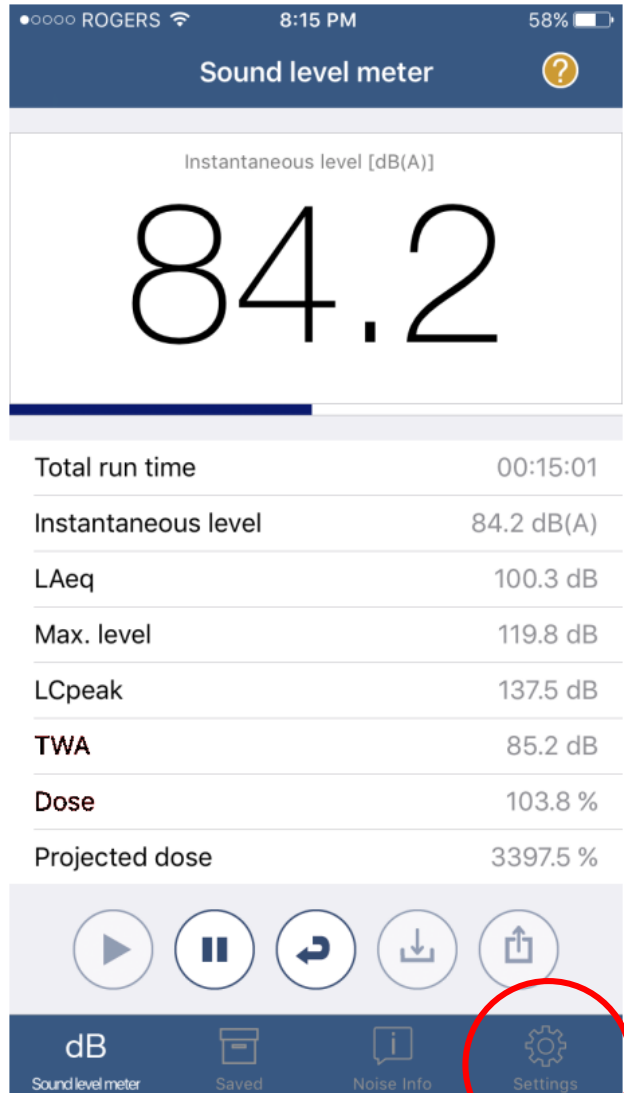 ROGERS 8:15 PM 58%
Sound level meter ?
Instantaneous level [dB(A)]
84.2
Total run time 00:15:01
Instantaneous level 84.2 dB(A)
LAeq 100.3 dB
Max. level 119.8 dB
LCpeak 137.5 dB
TWA 85.2 dB
Dose 103.8 %
Projected dose 3397.5 %
dB
Sound level meter Saved Noise Info Settings